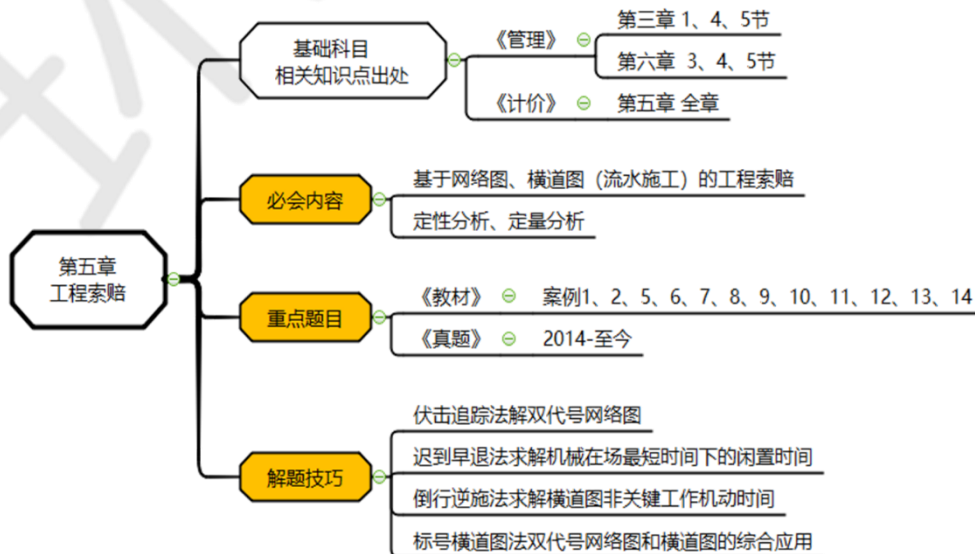 基础科目
相关知识点出处
《管理》
第三章 1、4、5节
第六章 3、4、5节
《计价》
第五章 全章
必会内容
基于网络图、横道图（流水施工）的工程索赔
定性分析、定量分析
第五章
工程索赔
重点题目
《教材》
案例1、2、5、6、7、8、9、10、11、12、13、14
《真题》
2014-至今
解题技巧
伏击追踪法解双代号网络图
迟到早退法求解机械在场最短时间下的闲置时间
倒行逆施法求解横道图非关键工作机动时间
标号横道图法双代号网络图和横道图的综合应用